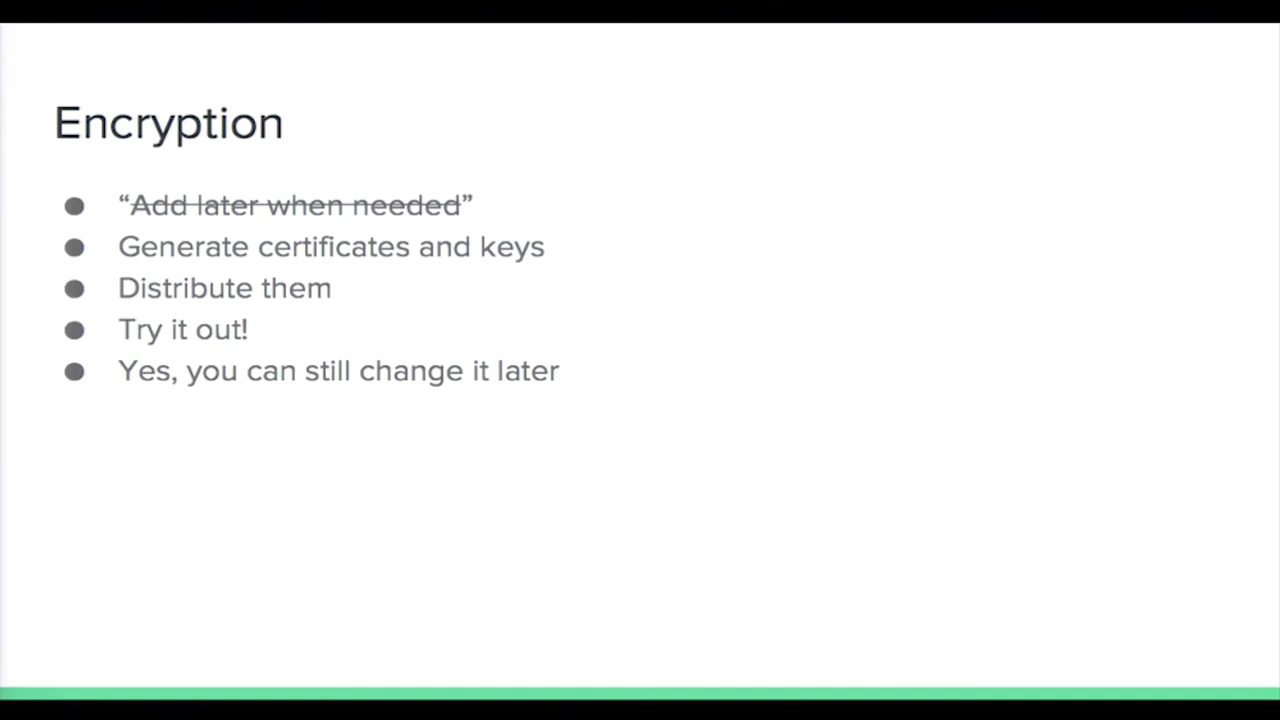 Encryption
● “Add later when needed”
● Generate certificates and keys
● Distribute them
● Try it out!
● Yes, you can still change it later